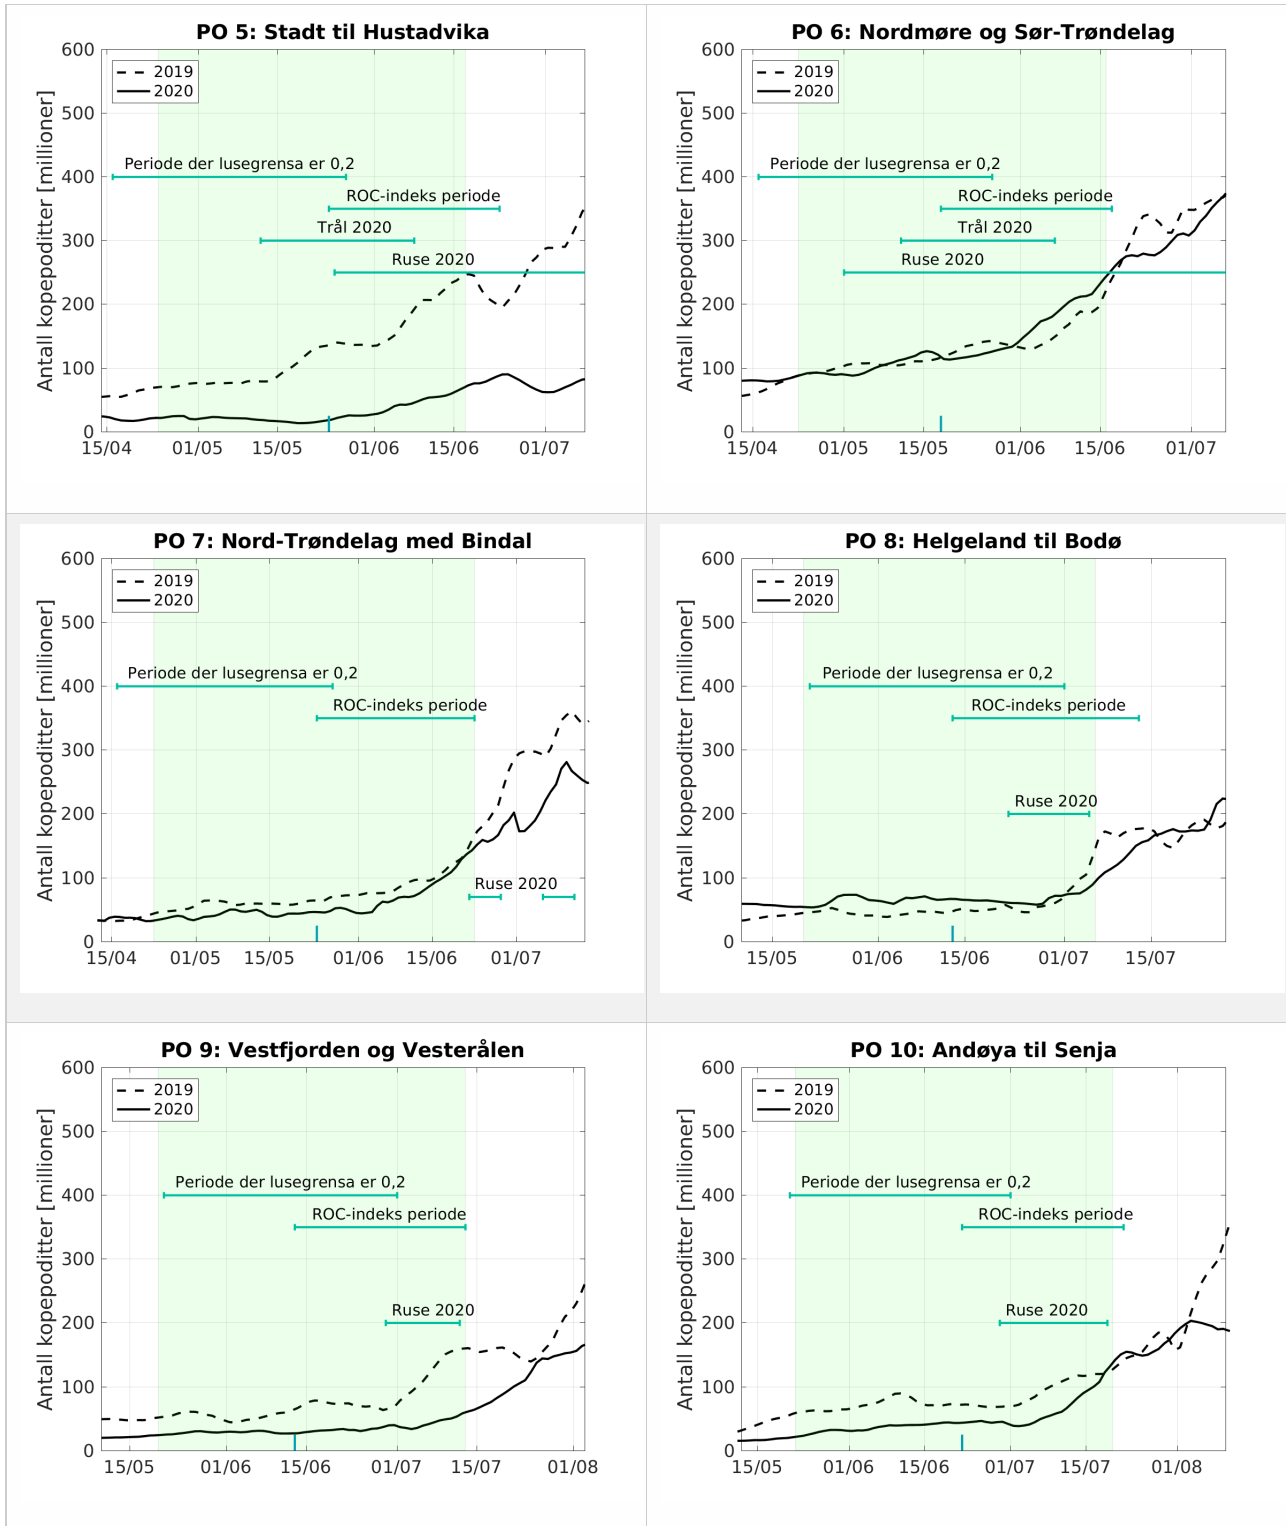 PO 5: Stadt til Hustadvika
600
500
400
300
200
100
0
Antall kopepoditter [millioner]
2019
2020
Periode der lusegrensa er 0,2
ROC-indeks periode
Trål 2020
Ruse 2020
15/04 01/05 15/05 01/06 15/06 01/07
PO 6: Nordmøre og Sør-Trøndelag
600
500
400
300
200
100
0
Antall kopepoditter [millioner]
2019
2020
Periode der lusegrensa er 0,2
ROC-indeks periode
Trål 2020
Ruse 2020
15/04 01/05 15/05 01/06 15/06 01/07
PO 7: Nord-Trøndelag med Bindal
600
500
400
300
200
100
0
Antall kopepoditter [millioner]
2019
2020
Periode der lusegrensa er 0,2
ROC-indeks periode
Ruse 2020
15/04 01/05 15/05 01/06 15/06 01/07
PO 8: Helgeland til Bodø
600
500
400
300
200
100
0
Antall kopepoditter [millioner]
2019
2020
Periode der lusegrensa er 0,2
ROC-indeks periode
Ruse 2020
15/05 01/06 15/06 01/07 15/07
PO 9: Vestfjorden og Vesterålen
600
500
400
300
200
100
0
Antall kopepoditter [millioner]
2019
2020
Periode der lusegrensa er 0,2
ROC-indeks periode
Ruse 2020
15/05 01/06 15/06 01/07 15/07 01/08
PO 10: Andøya til Senja
600
500
400
300
200
100
0
Antall kopepoditter [millioner]
2019
2020
Periode der lusegrensa er 0,2
ROC-indeks periode
Ruse 2020
15/05 01/06 15/06 01/07 15/07 01/08